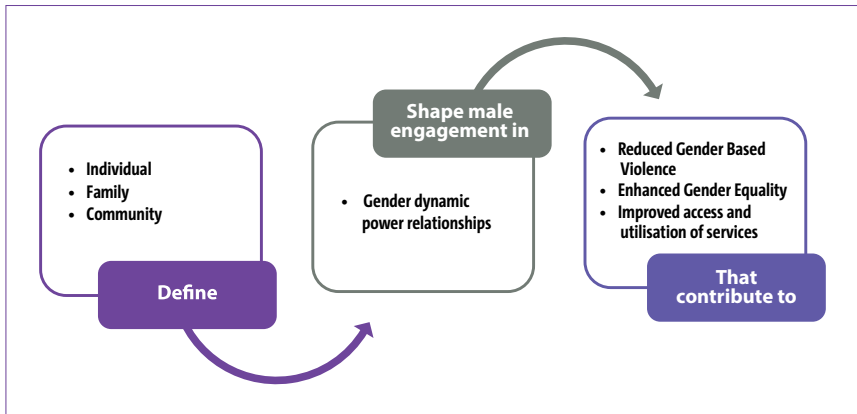 • Individual
• Family
• Community
Define
Shape male
engagement in
• Gender dynamic
power relationships
• Reduced Gender Based
Violence
• Enhanced Gender Equality
• Improved access and
utilisation of services
That
contribute to